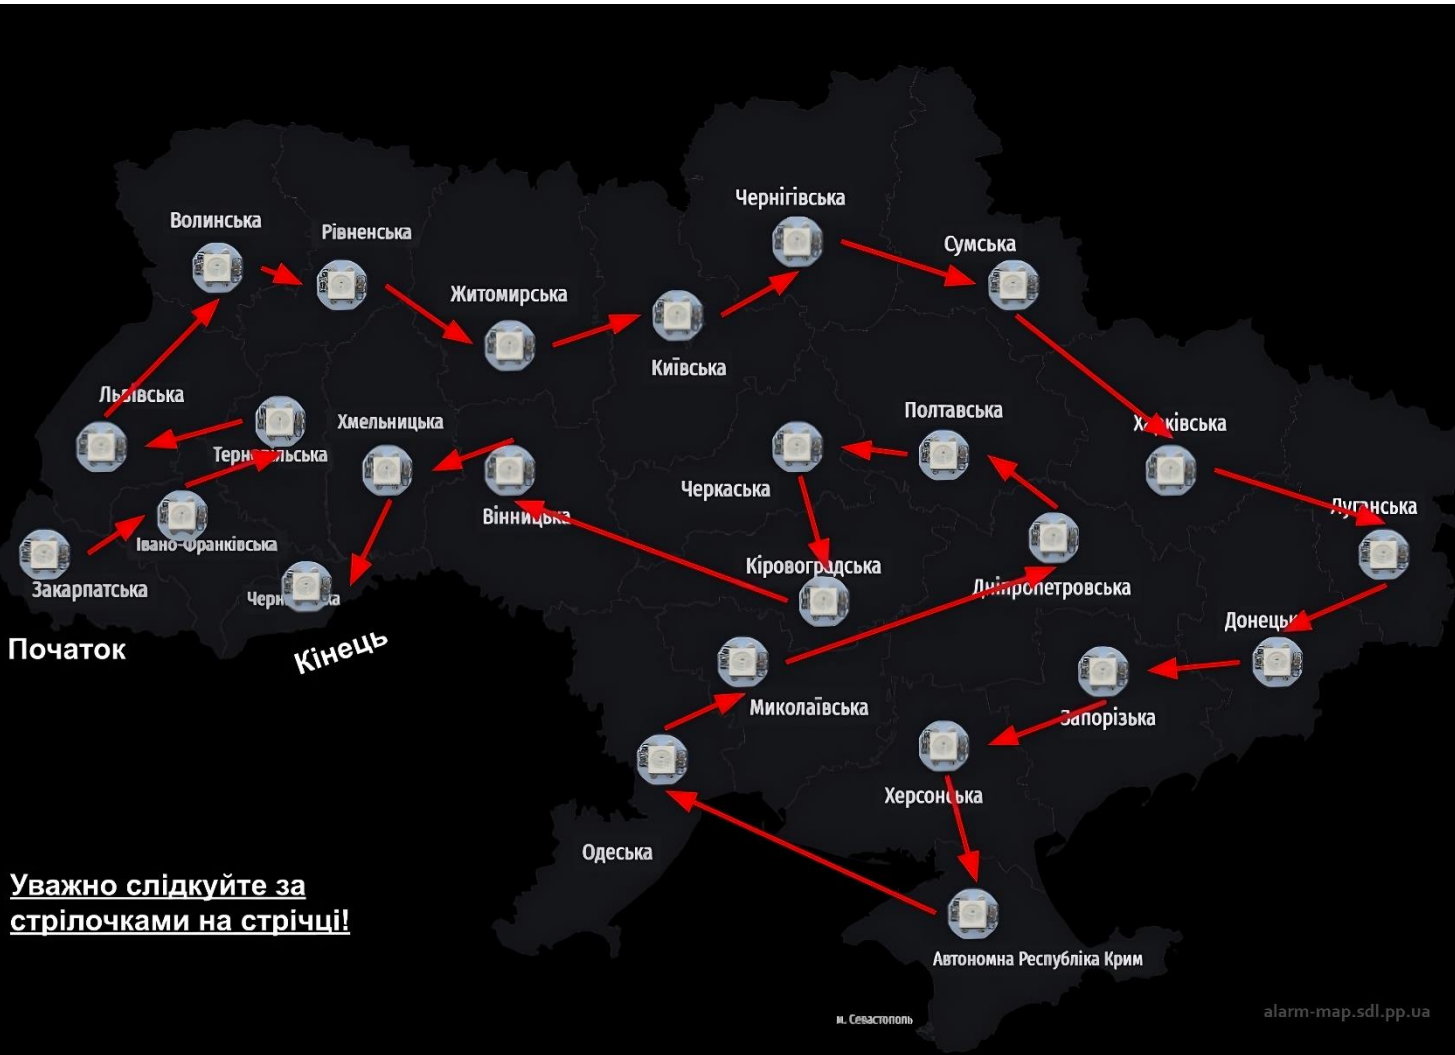 Чернігівська
Волинська
Рівненська
Сумська
Житомирська
Київська
Львівська
Хмельницька
Полтавська
Харківська
Тернопільська
Черкаська
Вінницька
Луганська
Івано-Франківська
Кіровоградська
Закарпатська
Дніпропетровська
Донецьк
Початок
Кінець
Миколаївська
Запорізька
Херсонська
Одеська
Уважно слідкуйте за
стрілочками на стрічці!
Автономна Республіка Крим
м. Севастополь
alarm-map.sdl.pp.ua